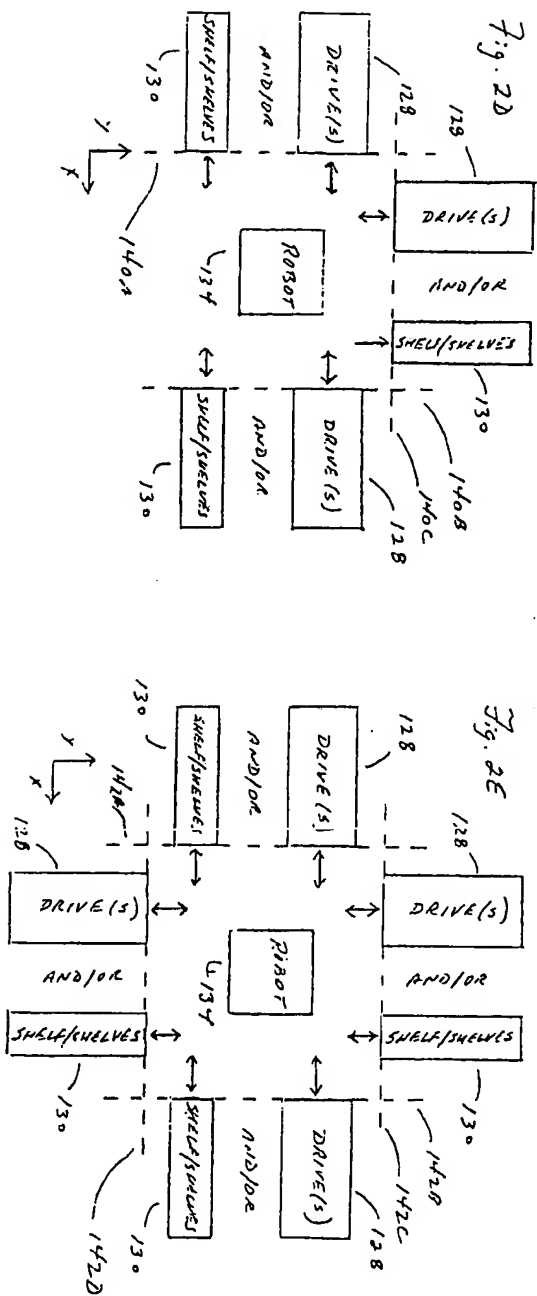 Fig. 2D
128
DRIVE(s)
AND/OR
SHELF/SHELVES
130
128
DRIVE(s)
AND/OR
SHELF/SHELVES
130
ROBOT
134
Y
X
140A
140B
140C
DRIVE(s)
128
AND/OR
SHELF/SHELVES
130
Fig. 2E
128
DRIVE(s)
AND/OR
SHELF/SHELVES
130
128
DRIVE(s)
AND/OR
SHELF/SHELVES
130
ROBOT
134
Y
X
142A
142B
142C
DRIVE(s)
128
AND/OR
SHELF/SHELVES
130
128
DRIVE(s)
AND/OR
SHELF/SHELVES
130
142D